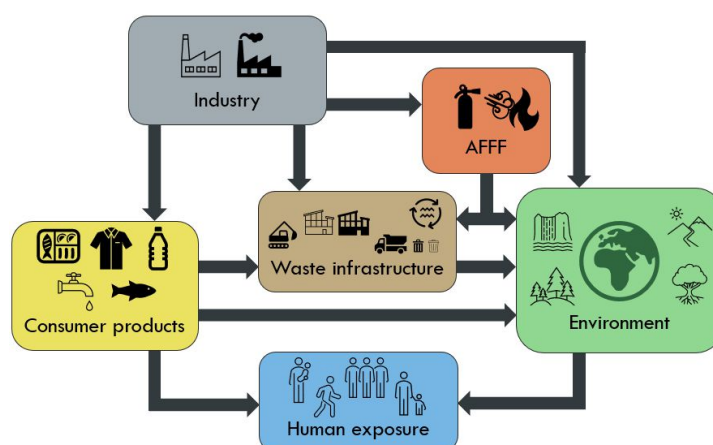 Industry
AFFF
Waste infrastructure
Consumer products
Environment
Human exposure